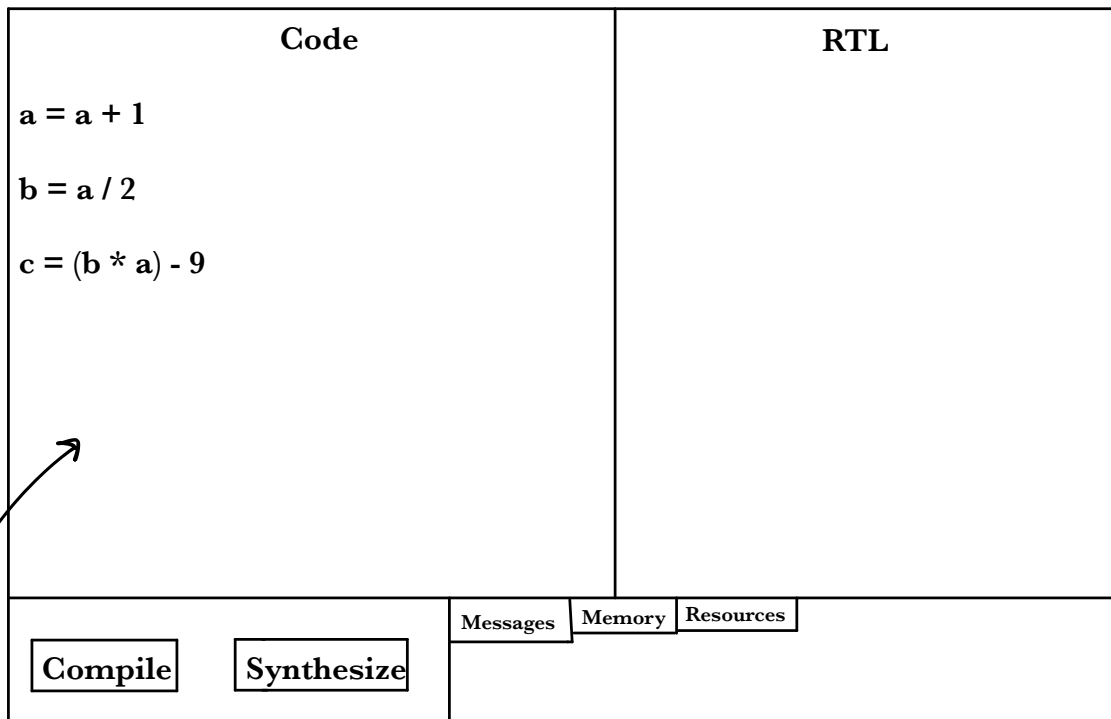 Code
RTL
a = a + 1
b = a / 2
c = (b * a) - 9
Messages
Memory
Resources
Compile
Synthesize